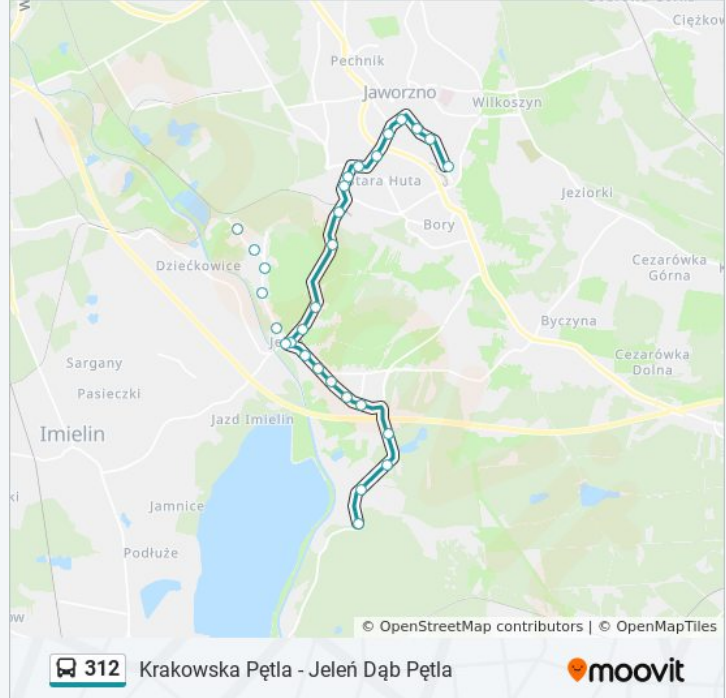 Ciężkow
Pechnik
Jaworzno
Wilkoszyn
Stara Huta
Jeziorki
Bory
Dziećkowice
Cezarówka
Górna
Byczyna
Je
Sargany
Cezarówka
Dolna
Pasieczki
Jazd Imielin
Imielin
Jamnice
Podłuże
© OpenStreetMap contributors | © OpenMapTiles
312 Krakowska Pętla - Jeleń Dąb Pętla moovit